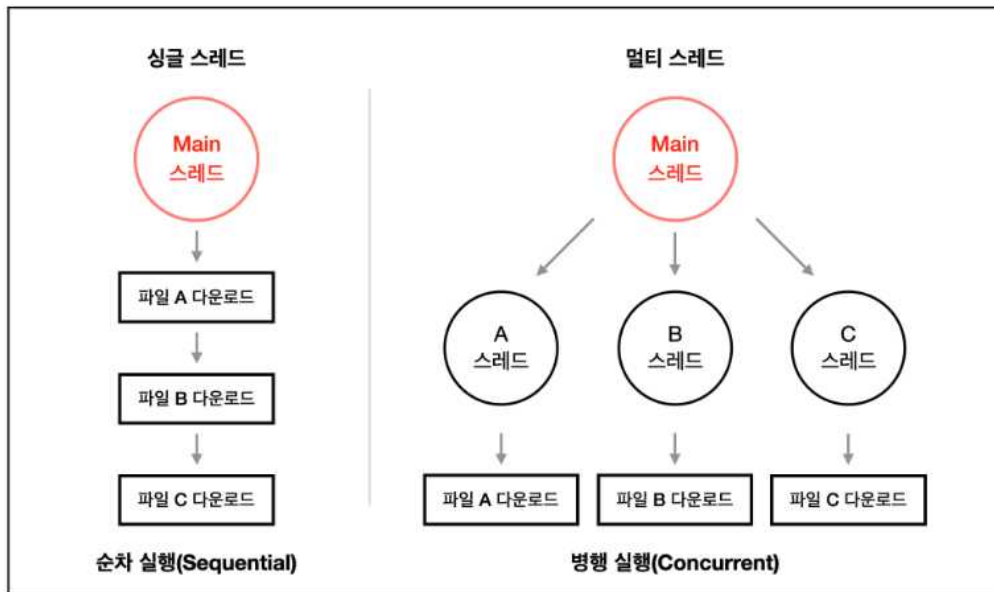 싱글 스레드
Main
스레드
파일 A 다운로드
파일 B 다운로드
파일 C 다운로드
순차 실행(Sequential)
멀티 스레드
Main
스레드
A
스레드
B
스레드
C
스레드
파일 A 다운로드
파일 B 다운로드
파일 C 다운로드
병행 실행(Concurrent)